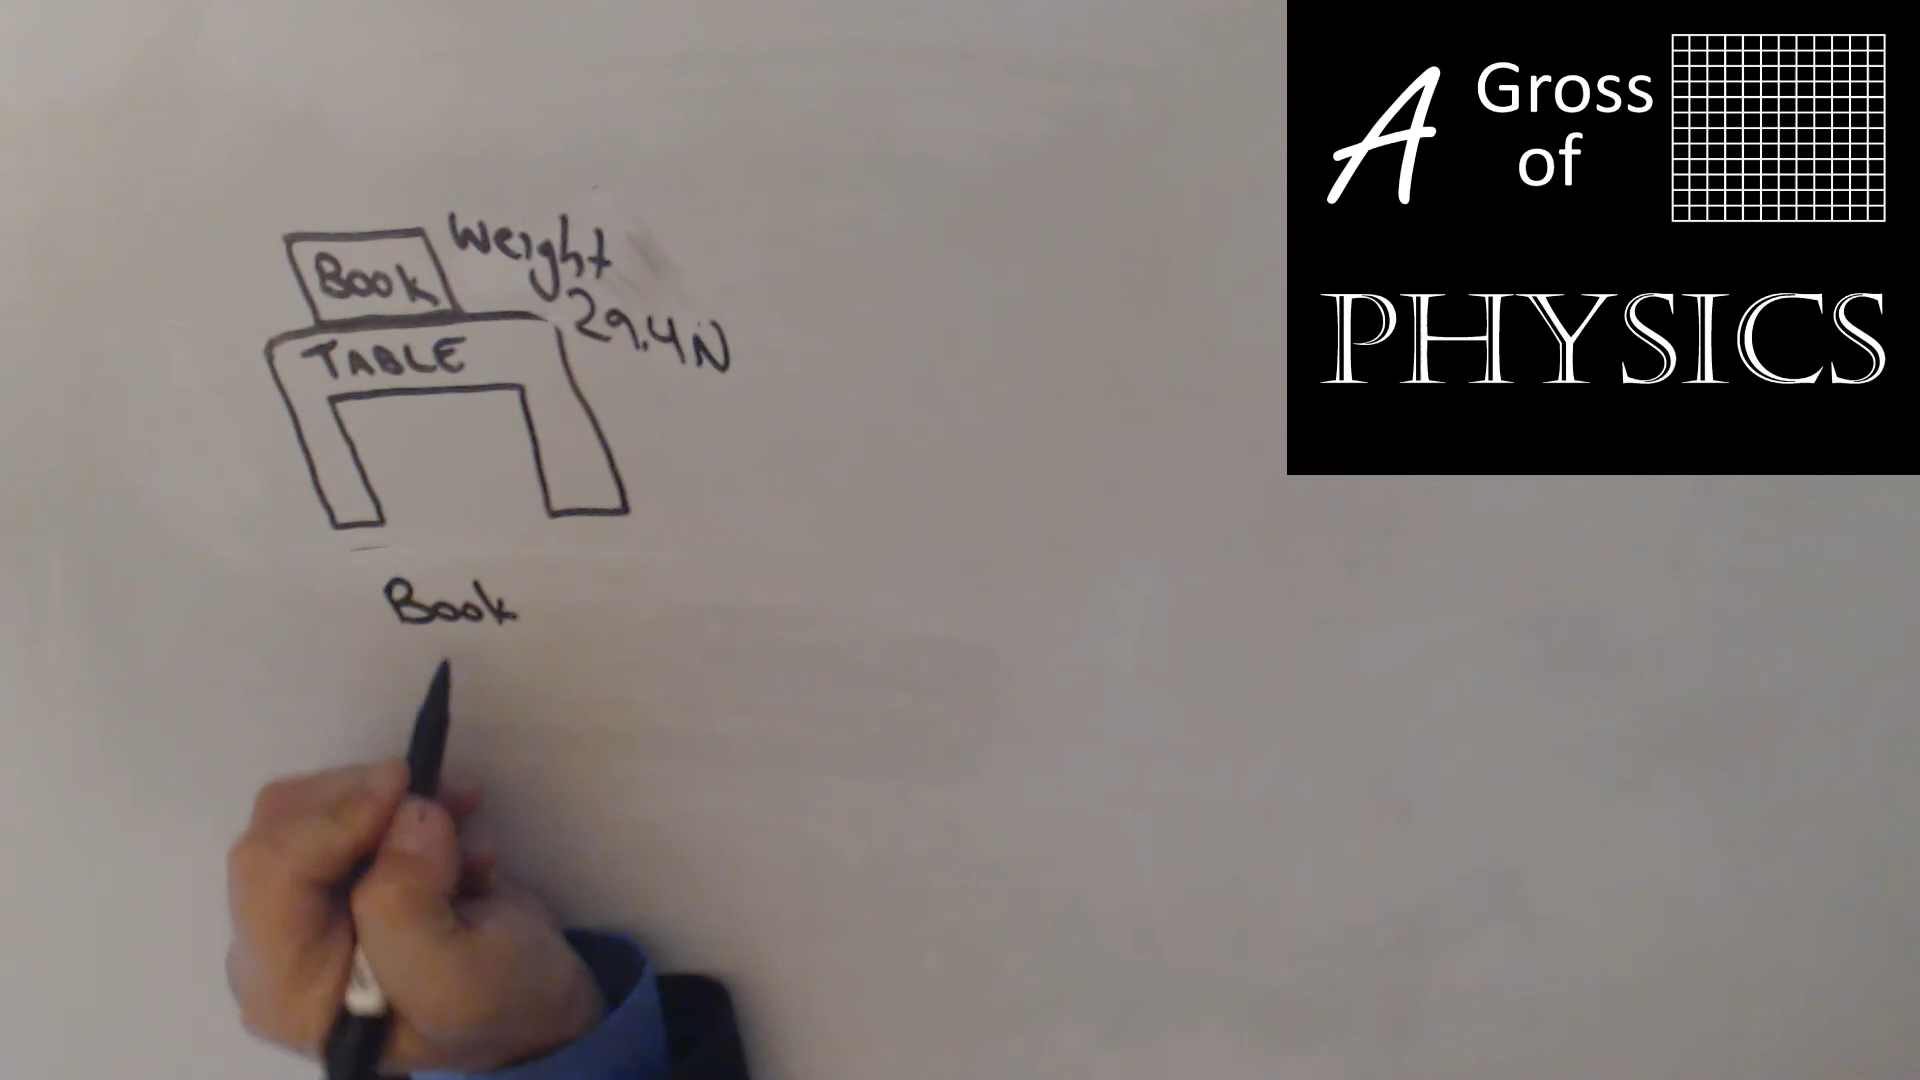 Book
Weight
29.4N
TABLE
Book
A Gross
of
PHYSICS